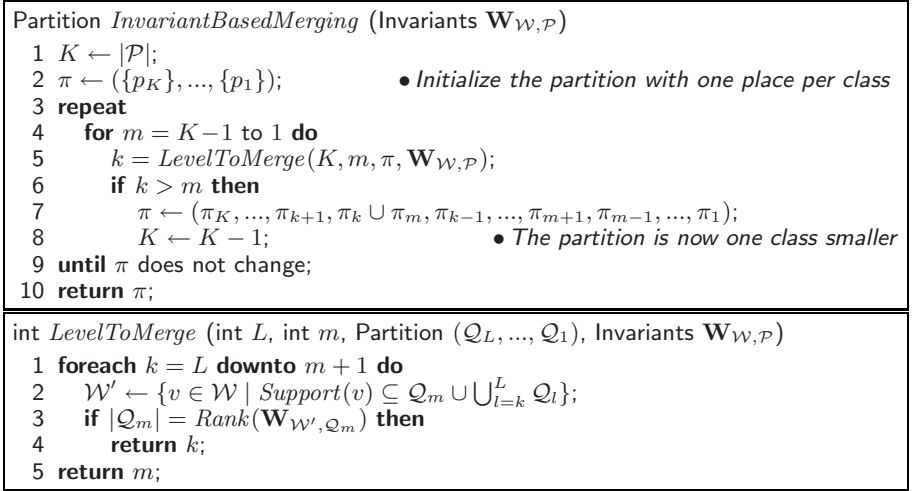 Partition InvariantBasedMerging (Invariants W_{𝒲,𝒫})
1 K ← |𝒫|;
2 π ← ({p_K}, ..., {p_1}); • Initialize the partition with one place per class
3 repeat
4 for m = K−1 to 1 do
5 k = LevelToMerge(K, m, π, W_{𝒲,𝒫});
6 if k > m then
7 π ← (π_K, ..., π_{k+1}, π_k ∪ π_m, π_{k−1}, ..., π_{m+1}, π_{m−1}, ..., π_1);
8 K ← K − 1; • The partition is now one class smaller
9 until π does not change;
10 return π;
int LevelToMerge (int L, int m, Partition (𝒬_L, ..., 𝒬_1), Invariants W_{𝒲,𝒫})
1 foreach k = L downto m + 1 do
2 𝒲′ ← {v ∈ 𝒲 | Support(v) ⊆ 𝒬_m ∪ ⋃_{l=k}^{L} 𝒬_l};
3 if |𝒬_m| = Rank(W_{𝒲′,𝒬_m}) then
4 return k;
5 return m;